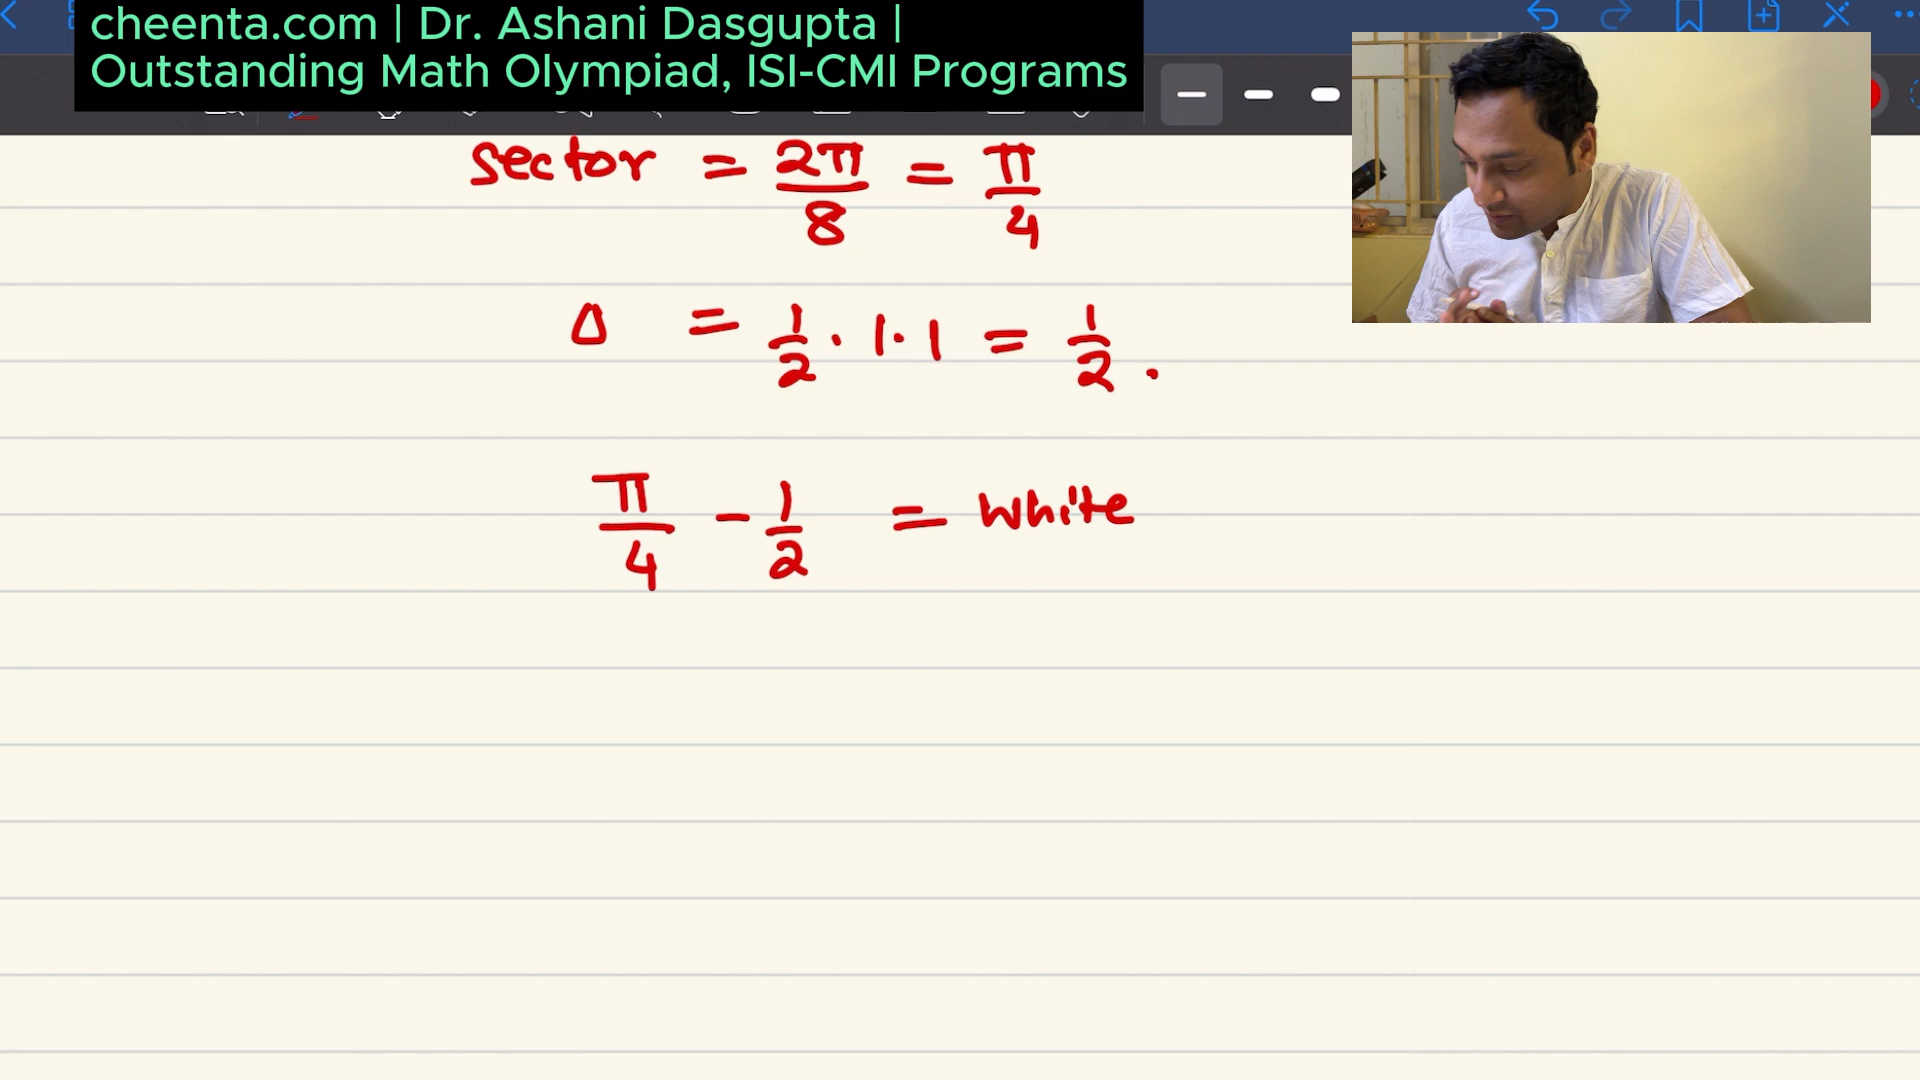 cheenta.com | Dr. Ashani Dasgupta |
Outstanding Math Olympiad, ISI-CMI Programs
sector = 2π/8 = π/4
Δ = 1/2 · 1 · 1 = 1/2 .
π/4 - 1/2 = white